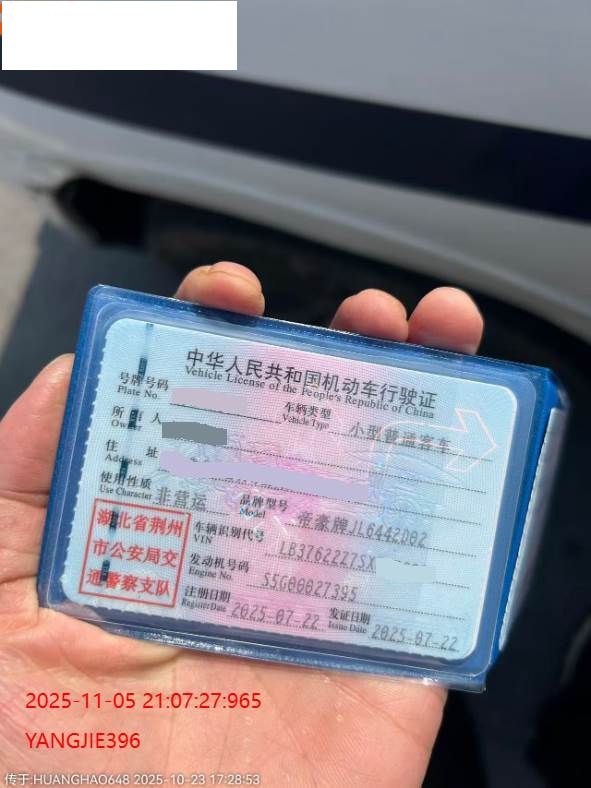 中华人民共和国机动车行驶证
Vehicle License of the People's Republic of China
号牌号码
Plate No.
车辆类型
Vehicle Type
小型普通客车
所有人
Owner
住址
Address
使用性质
Use Character
非营运
品牌型号
Model
帝豪牌JL6442D02
湖北省荆州
市公安局交
通警察支队
车辆识别代号
VIN
LB37622Z7SX
发动机号码
Engine No.
S5G00027395
注册日期
Register Date
2025-07-22
发证日期
Issue Date
2025-07-22
2025-11-05 21:07:27:965
YANGJIE396
传于:HUANGHAO648 2025-10-23 17:28:53